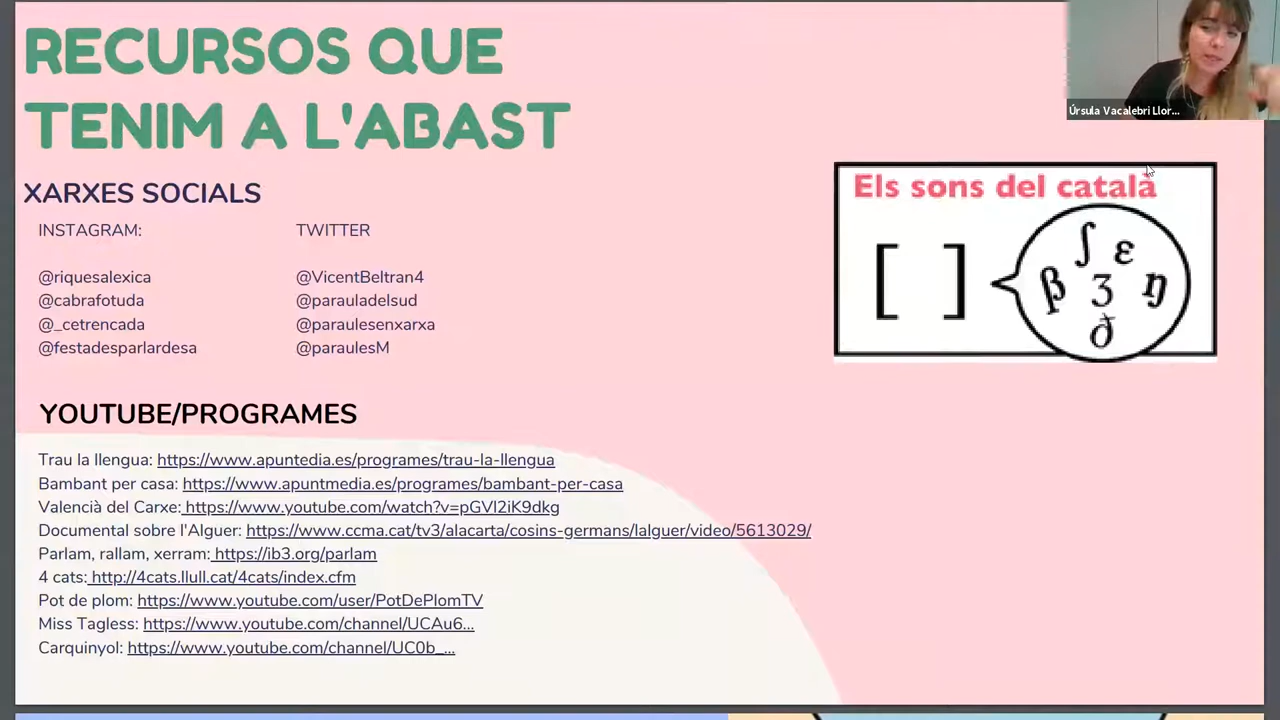 RECURSOS QUE
TENIM A L'ABAST
Úrsula Vacalebri Llor...
XARXES SOCIALS
INSTAGRAM:
@riquesalexica
@cabrafotuda
@_cetrencada
@festadesparlardesa
TWITTER
@VicentBeltran4
@parauladelsud
@paraulesenxarxa
@paraulesM
Els sons del català
[ ]
ʃ ɛ
β ʒ ŋ
ð
YOUTUBE/PROGRAMES
Trau la llengua: https://www.apuntedia.es/programes/trau-la-llengua
Bambant per casa: https://www.apuntmedia.es/programes/bambant-per-casa
Valencià del Carxe: https://www.youtube.com/watch?v=pGVl2iK9dkg
Documental sobre l'Alguer: https://www.ccma.cat/tv3/alacarta/cosins-germans/lalguer/video/5613029/
Parlam, rallam, xerram: https://ib3.org/parlam
4 cats: http://4cats.llull.cat/4cats/index.cfm
Pot de plom: https://www.youtube.com/user/PotDePlomTV
Miss Tagless: https://www.youtube.com/channel/UCAu6...
Carquinyol: https://www.youtube.com/channel/UC0b_...